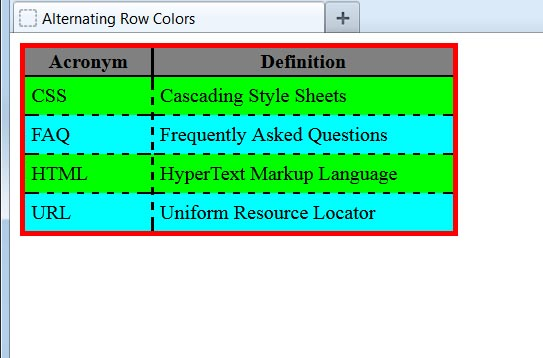 Alternating Row Colors
Acronym Definition
CSS Cascading Style Sheets
FAQ Frequently Asked Questions
HTML HyperText Markup Language
URL Uniform Resource Locator